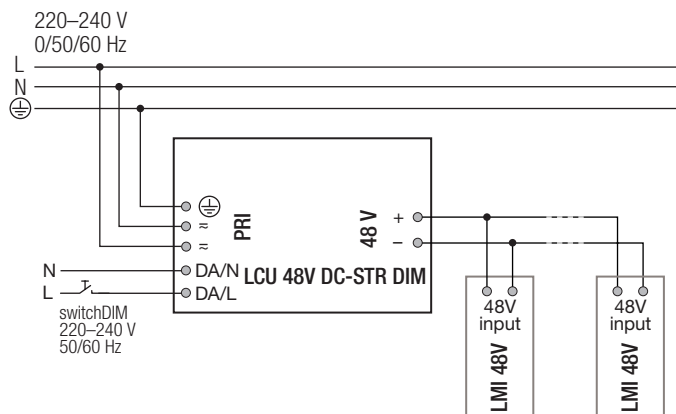 220–240 V
0/50/60 Hz
L
N
PRI
≂
≂
48 V
+
−
LCU 48V DC-STR DIM
N
DA/N
L
DA/L
switchDIM
220–240 V
50/60 Hz
48V
input
LMI 48V
48V
input
LMI 48V